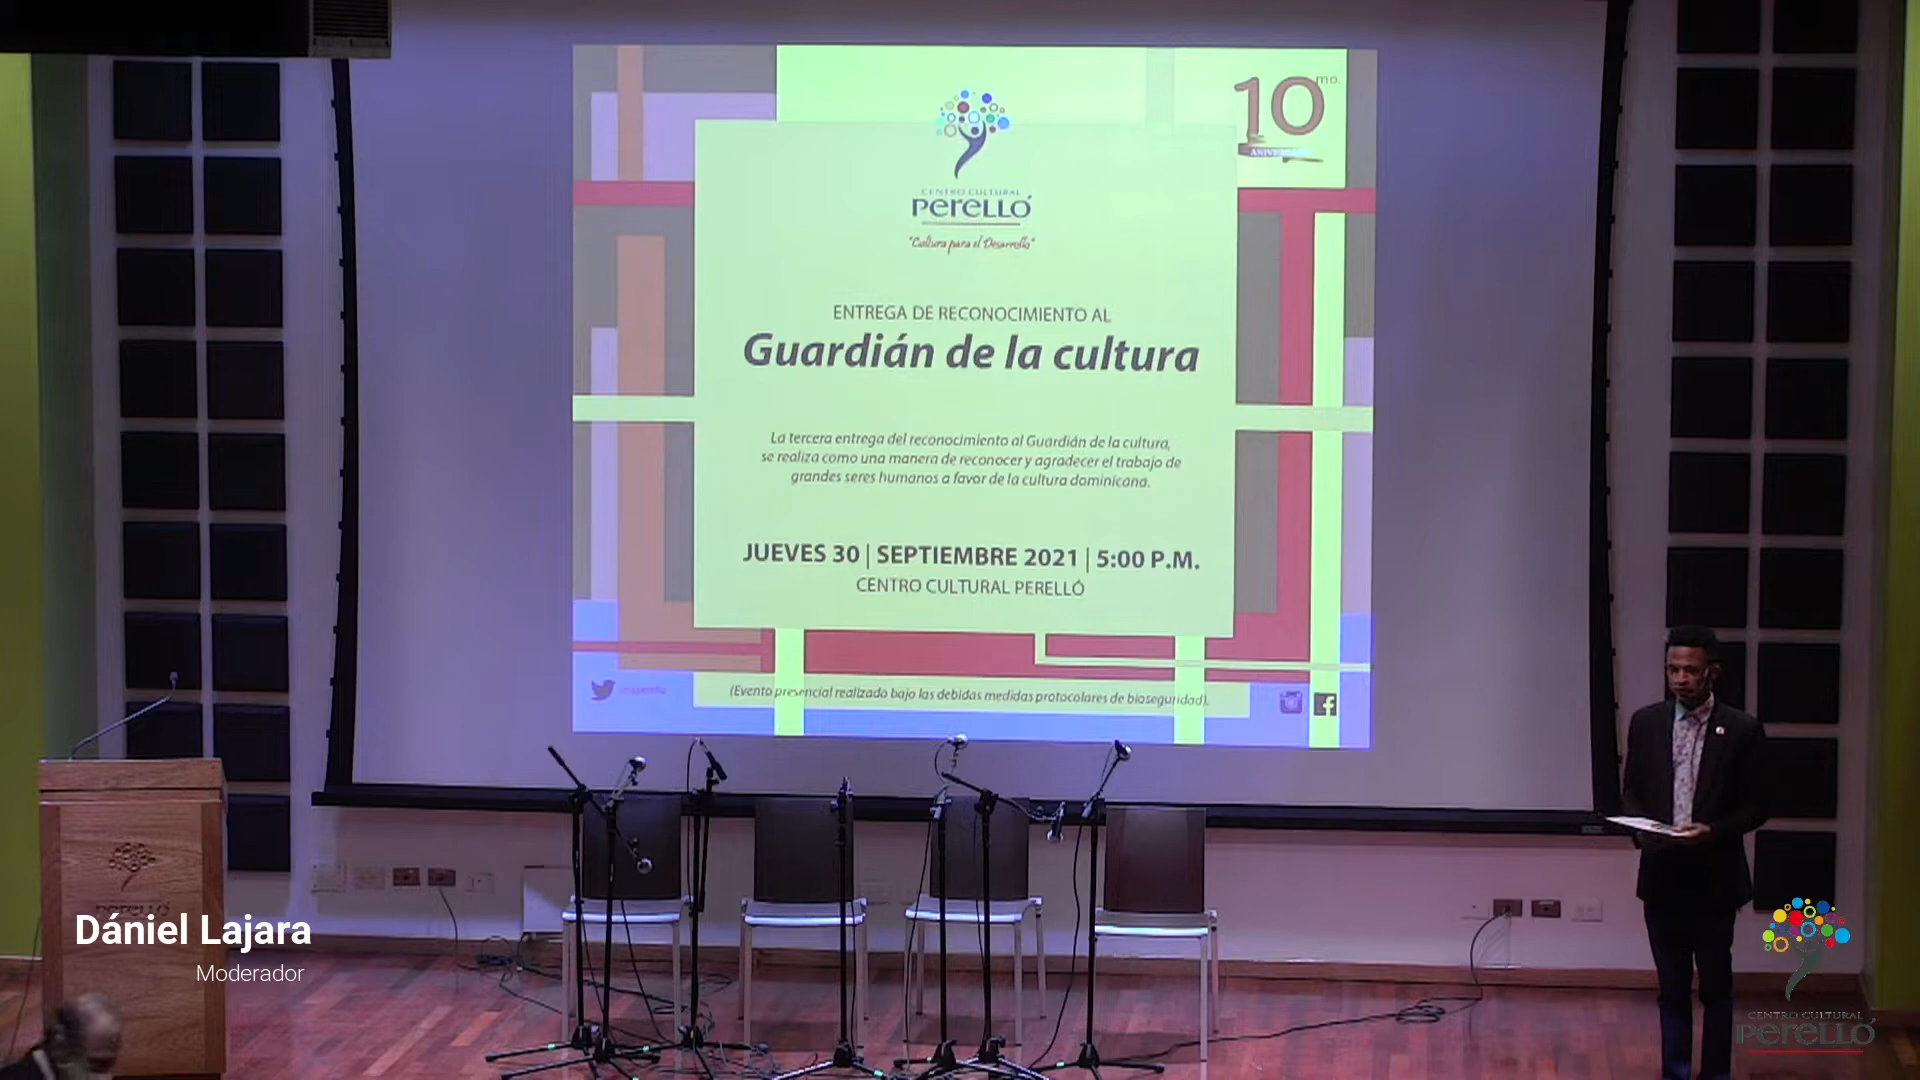 10mo.
ANIVERSARIO
CENTRO CULTURAL
PERELLÓ
"Cultura para el Desarrollo"
ENTREGA DE RECONOCIMIENTO AL
Guardián de la cultura
La tercera entrega del reconocimiento al Guardián de la cultura,
se realiza como una manera de reconocer y agradecer el trabajo de
grandes seres humanos a favor de la cultura dominicana.
JUEVES 30 | SEPTIEMBRE 2021 | 5:00 P.M.
CENTRO CULTURAL PERELLÓ
(Evento presencial realizado bajo las debidas medidas protocolares de bioseguridad).
PERELLÓ
Dániel Lajara
Moderador
CENTRO CULTURAL
PERELLÓ